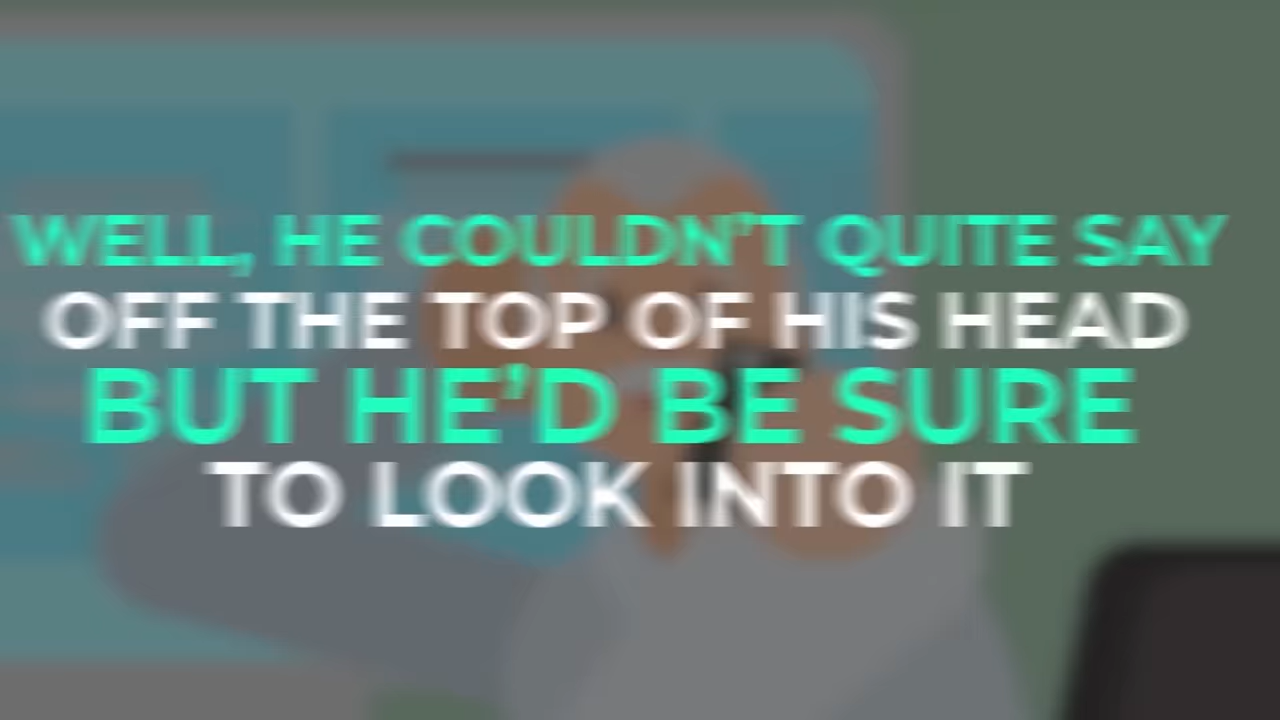 WELL, HE COULDN'T QUITE SAY
OFF THE TOP OF HIS HEAD
BUT HE'D BE SURE
TO LOOK INTO IT